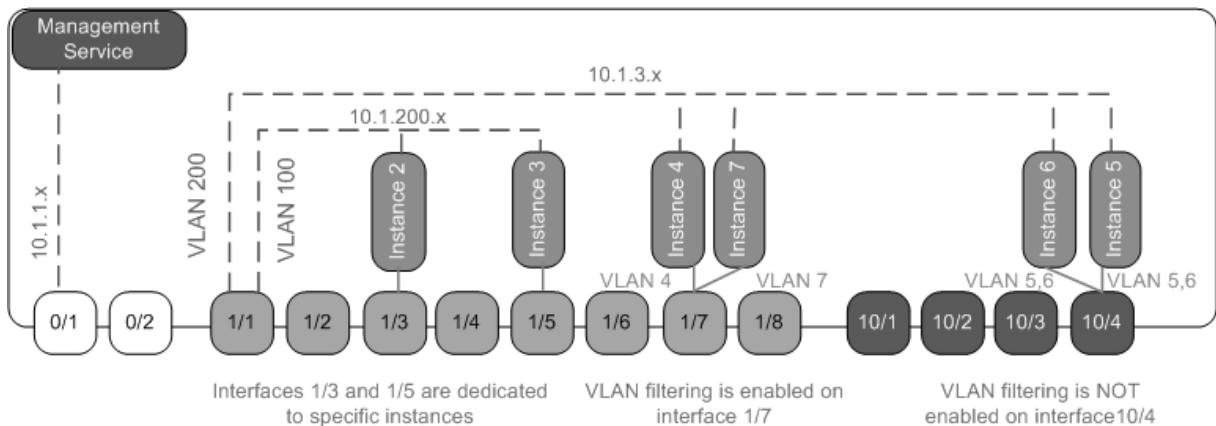 Management
Service
10.1.3.x
10.1.200.x
10.1.1.x
VLAN 200
VLAN 100
Instance 2
Instance 3
Instance 4
Instance 7
Instance 6
Instance 5
VLAN 4
VLAN 7
VLAN 5,6
VLAN 5,6
0/1
0/2
1/1
1/2
1/3
1/4
1/5
1/6
1/7
1/8
10/1
10/2
10/3
10/4
Interfaces 1/3 and 1/5 are dedicated
to specific instances
VLAN filtering is enabled on
interface 1/7
VLAN filtering is NOT
enabled on interface10/4